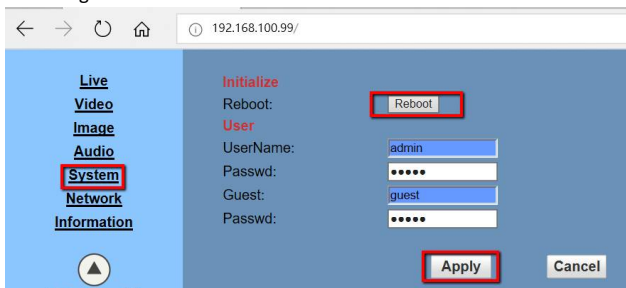 192.168.100.99/
Live
Video
Image
Audio
System
Network
Information
Initialize
Reboot: Reboot
User
UserName: admin
Passwd: •••••
Guest: guest
Passwd: •••••
Apply Cancel